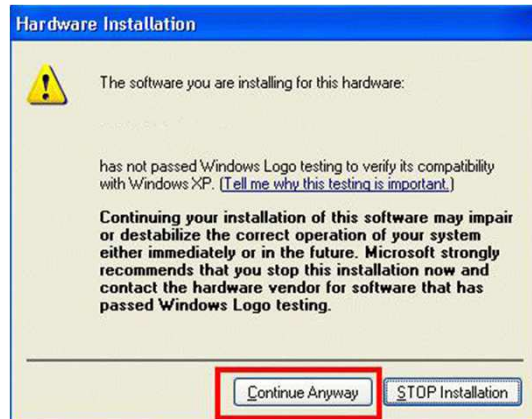 Hardware Installation
The software you are installing for this hardware:
has not passed Windows Logo testing to verify its compatibility
with Windows XP. (Tell me why this testing is important.)
Continuing your installation of this software may impair
or destabilize the correct operation of your system
either immediately or in the future. Microsoft strongly
recommends that you stop this installation now and
contact the hardware vendor for software that has
passed Windows Logo testing.
Continue Anyway STOP Installation